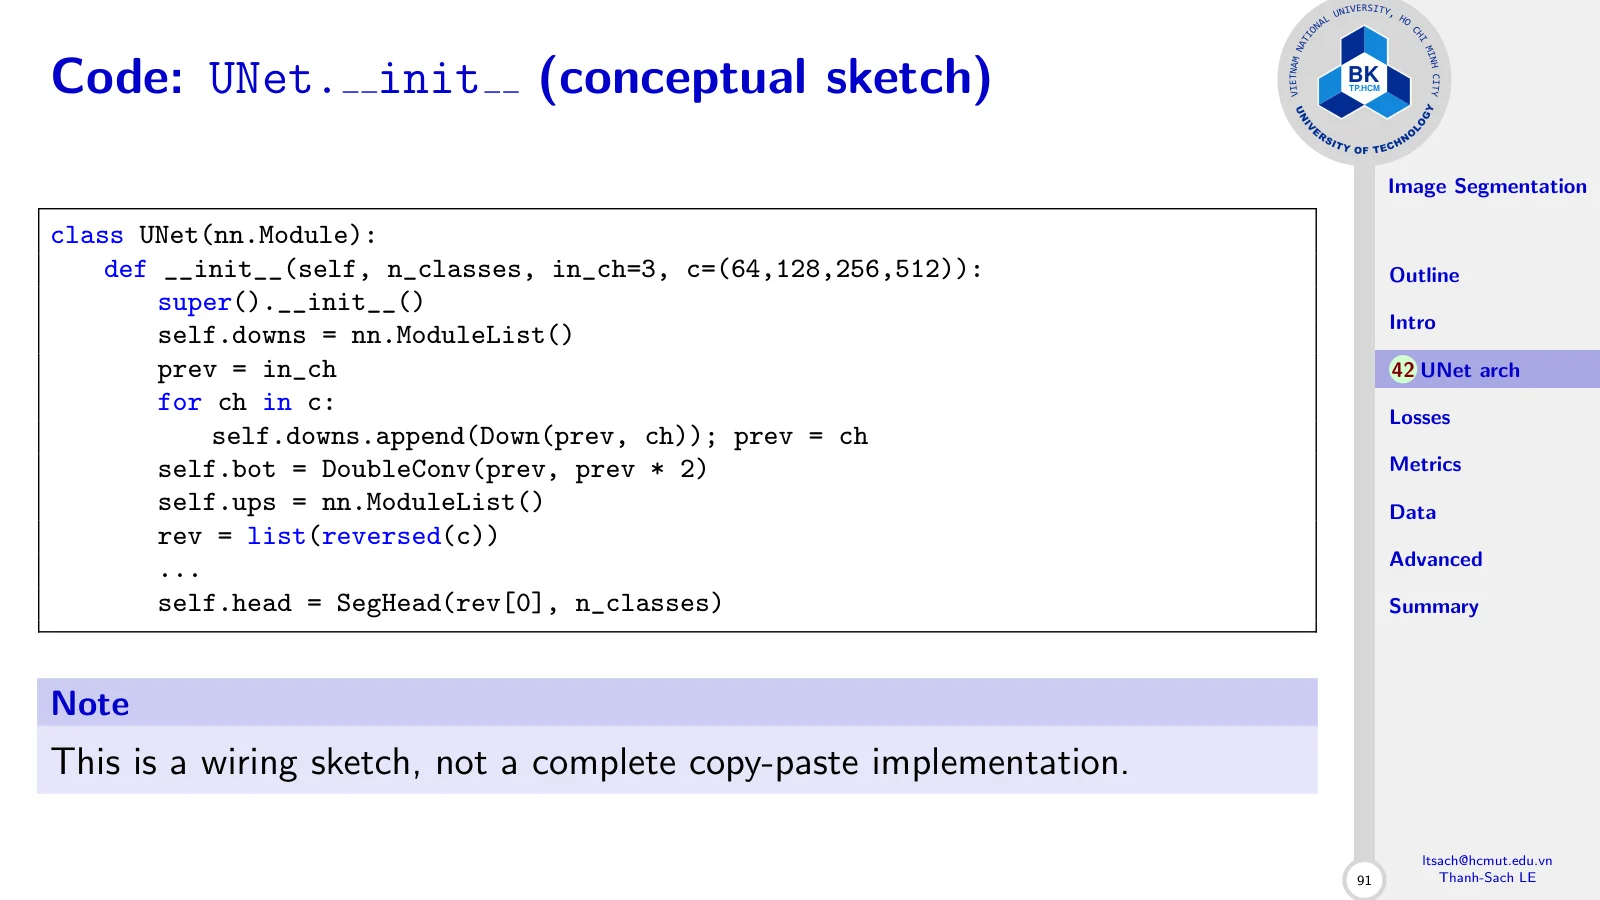 Code: UNet.__init__ (conceptual sketch)
class UNet(nn.Module):
    def __init__(self, n_classes, in_ch=3, c=(64,128,256,512)):
        super().__init__()
        self.downs = nn.ModuleList()
        prev = in_ch
        for ch in c:
            self.downs.append(Down(prev, ch)); prev = ch
        self.bot = DoubleConv(prev, prev * 2)
        self.ups = nn.ModuleList()
        rev = list(reversed(c))
        ...
        self.head = SegHead(rev[0], n_classes)
Note
This is a wiring sketch, not a complete copy-paste implementation.
VIETNAM NATIONAL UNIVERSITY, HO CHI MINH CITY
BK
TP.HCM
UNIVERSITY OF TECHNOLOGY
Image Segmentation
Outline
Intro
42 UNet arch
Losses
Metrics
Data
Advanced
Summary
ltsach@hcmut.edu.vn
Thanh-Sach LE
91